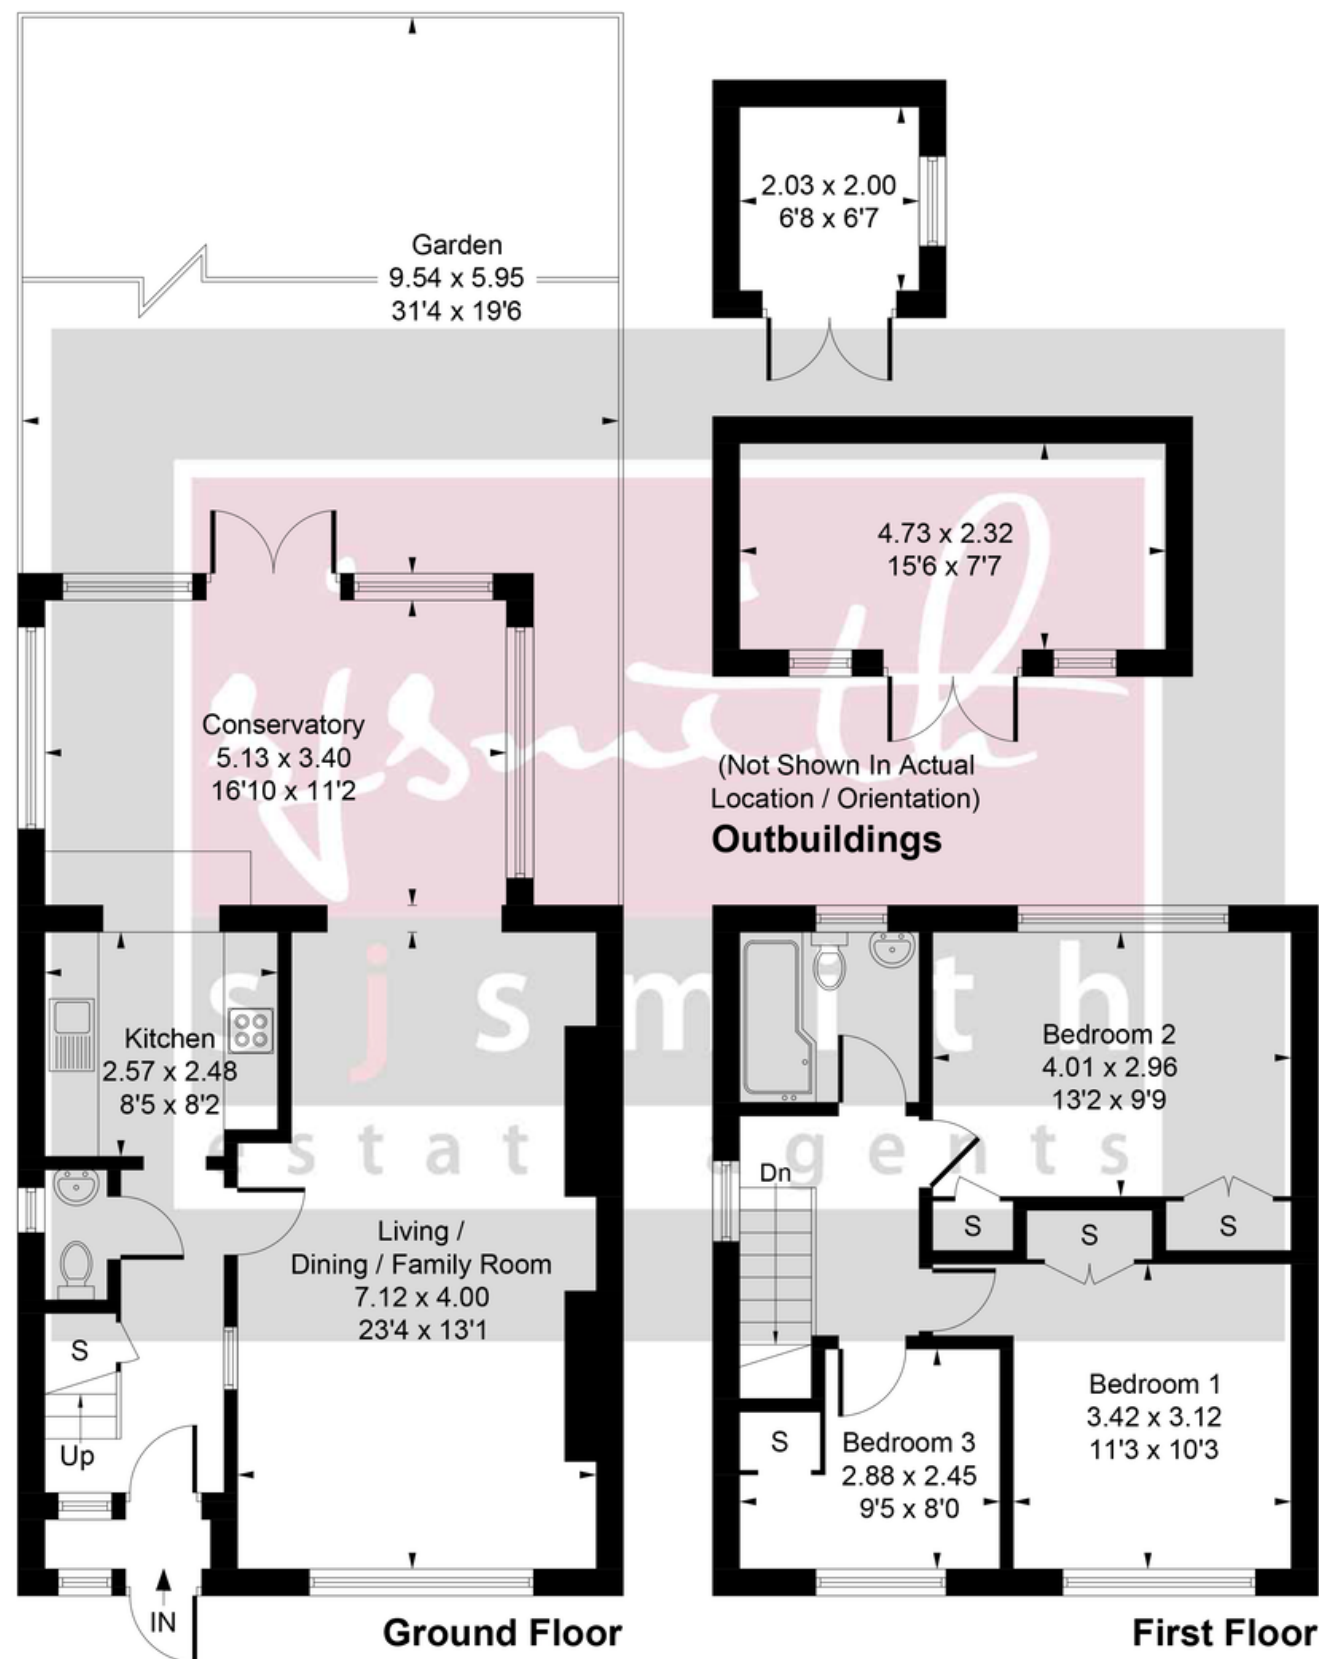 Garden
9.54 x 5.95
31'4 x 19'6
2.03 x 2.00
6'8 x 6'7
4.73 x 2.32
15'6 x 7'7
(Not Shown In Actual
Location / Orientation)
Outbuildings
Conservatory
5.13 x 3.40
16'10 x 11'2
Kitchen
2.57 x 2.48
8'5 x 8'2
Living /
Dining / Family Room
7.12 x 4.00
23'4 x 13'1
S
Up
IN
Ground Floor
Bedroom 2
4.01 x 2.96
13'2 x 9'9
Dn
S
S
S
Bedroom 1
3.42 x 3.12
11'3 x 10'3
S
Bedroom 3
2.88 x 2.45
9'5 x 8'0
First Floor
sjsmith
s j smith
estate agents